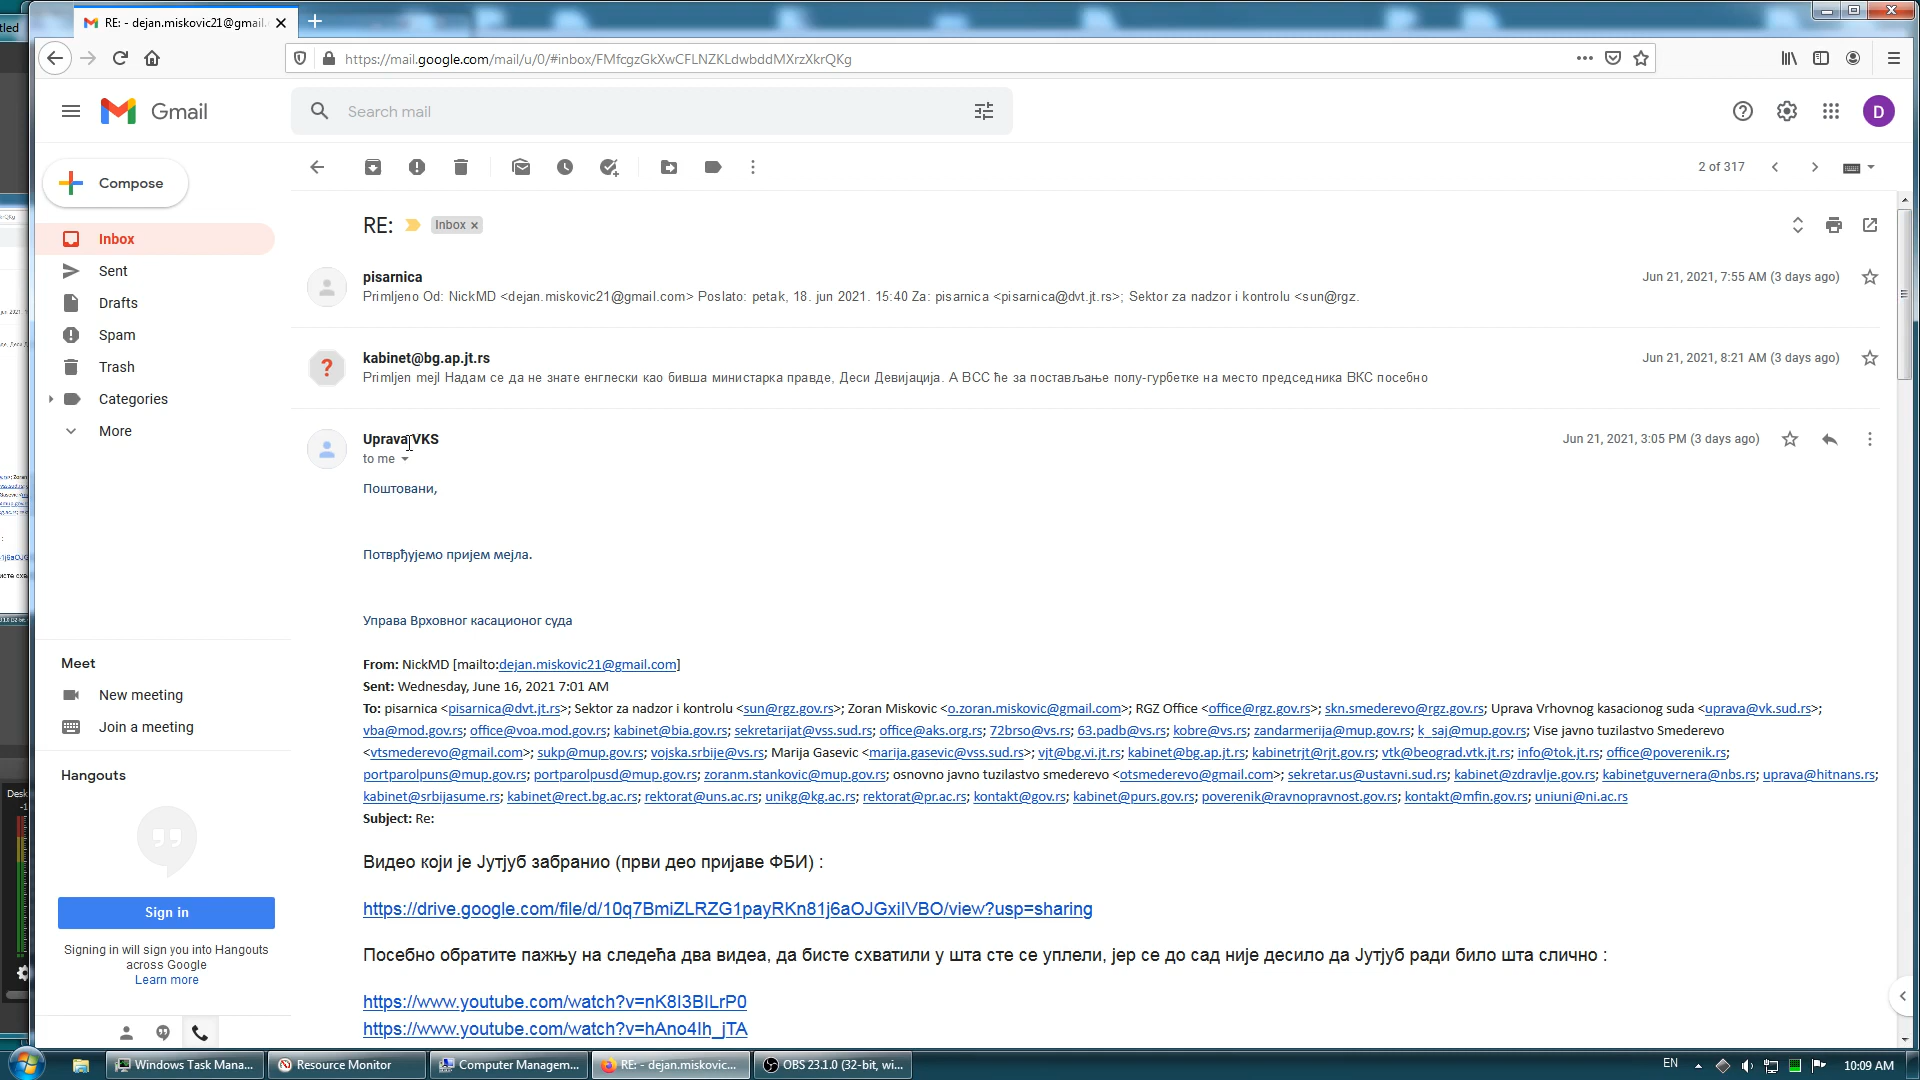 RE: - dejan.miskovic21@gmail.
https://mail.google.com/mail/u/0/#inbox/FMfcgzGkXwCFLNZKLdwbddMXrzXkrQKg
Gmail
Search mail
D
Compose
2 of 317
Inbox
Sent
Drafts
Spam
Trash
Categories
More
RE:
Inbox x
pisarnica
Jun 21, 2021, 7:55 AM (3 days ago)
Primljeno Od: NickMD <dejan.miskovic21@gmail.com> Poslato: petak, 18. jun 2021. 15:40 Za: pisarnica <pisarnica@dvt.jt.rs>; Sektor za nadzor i kontrolu <sun@rgz.
kabinet@bg.ap.jt.rs
Jun 21, 2021, 8:21 AM (3 days ago)
Primljen mejl Надам се да не знате енглески као бивша министарка правде, Деси Девијација. А ВСС ће за постављање полу-гурбетке на место председника ВКС посебно
Uprava VKS
Jun 21, 2021, 3:05 PM (3 days ago)
to me
Поштовани,
Потврђујемо пријем мејла.
Управа Врховног касационог суда
From: NickMD [mailto:dejan.miskovic21@gmail.com]
Sent: Wednesday, June 16, 2021 7:01 AM
To: pisarnica <pisarnica@dvt.jt.rs>; Sektor za nadzor i kontrolu <sun@rgz.gov.rs>; Zoran Miskovic <o.zoran.miskovic@gmail.com>; RGZ Office <office@rgz.gov.rs>; skn.smederevo@rgz.gov.rs; Uprava Vrhovnog kasacionog suda <uprava@vk.sud.rs>;
vba@mod.gov.rs; office@voa.mod.gov.rs; kabinet@bia.gov.rs; sekretarijat@vss.sud.rs; office@aks.org.rs; 72brso@vs.rs; 63.padb@vs.rs; kobre@vs.rs; zandarmerija@mup.gov.rs; k_saj@mup.gov.rs; Vise javno tuzilastvo Smederevo
<vtsmederevo@gmail.com>; sukp@mup.gov.rs; vojska.srbije@vs.rs; Marija Gasevic <marija.gasevic@vss.sud.rs>; vjt@bg.vi.jt.rs; kabinet@bg.ap.jt.rs; kabinetrjt@rjt.gov.rs; vtk@beograd.vtk.jt.rs; info@tok.jt.rs; office@poverenik.rs;
portparolpuns@mup.gov.rs; portparolpusd@mup.gov.rs; zoranm.stankovic@mup.gov.rs; osnovno javno tuzilastvo smederevo <otsmederevo@gmail.com>; sekretar.us@ustavni.sud.rs; kabinet@zdravlje.gov.rs; kabinetguvernera@nbs.rs; uprava@hitnans.rs;
kabinet@srbijasume.rs; kabinet@rect.bg.ac.rs; rektorat@uns.ac.rs; unikg@kg.ac.rs; rektorat@pr.ac.rs; kontakt@gov.rs; kabinet@purs.gov.rs; poverenik@ravnopravnost.gov.rs; kontakt@mfin.gov.rs; uniuni@ni.ac.rs
Subject: Re:
Видео који је Јутјуб забранио (први део пријаве ФБИ) :
https://drive.google.com/file/d/10q7BmiZLRZG1payRKn81j6aOJGxiIVBO/view?usp=sharing
Посебно обратите пажњу на следећа два видеа, да бисте схватили у шта сте се уплели, јер се до сад није десило да Јутјуб ради било шта слично :
https://www.youtube.com/watch?v=nK8I3BILrP0
https://www.youtube.com/watch?v=hAno4Ih_jTA
Meet
New meeting
Join a meeting
Hangouts
Sign in
Signing in will sign you into Hangouts
across Google
Learn more
Windows Task Mana...
Resource Monitor
Computer Managem...
RE: - dejan.miskovic...
OBS 23.1.0 (32-bit, wi...
EN
10:09 AM